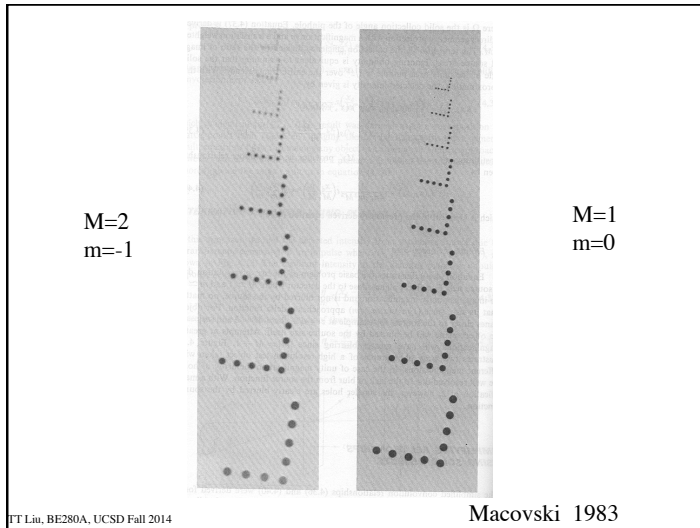 M=2
m=-1
M=1
m=0
TT Liu, BE280A, UCSD Fall 2014
Macovski 1983